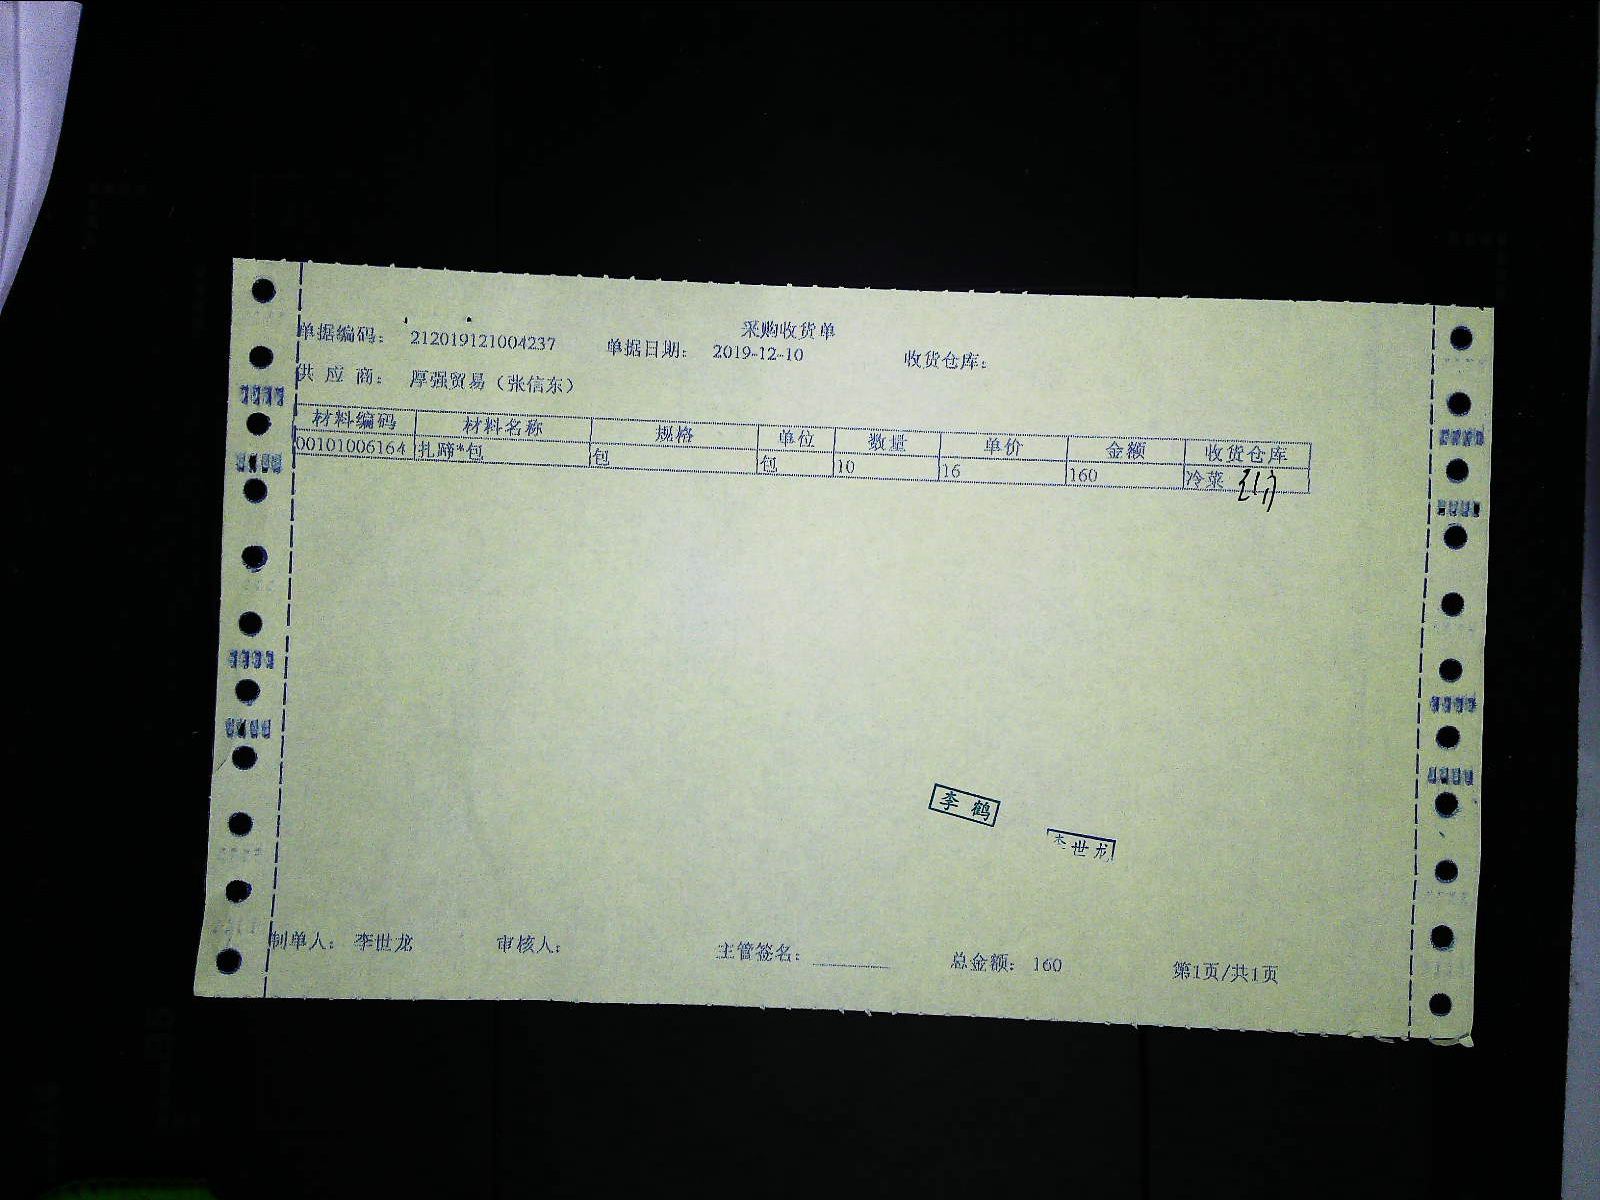 采购收货单
单据编码: 212019121004237 单据日期: 2019-12-10 收货仓库:
供 应 商: 厚强贸易（张信东）
材料编码 材料名称 规格 单位 数量 单价 金额 收货仓库
00101006164 扎蹄*包 包 包 10 16 160 冷菜
李 鹤
李世龙
制单人: 李世龙 审核人: 主管签名: 总金额: 160 第1页/共1页